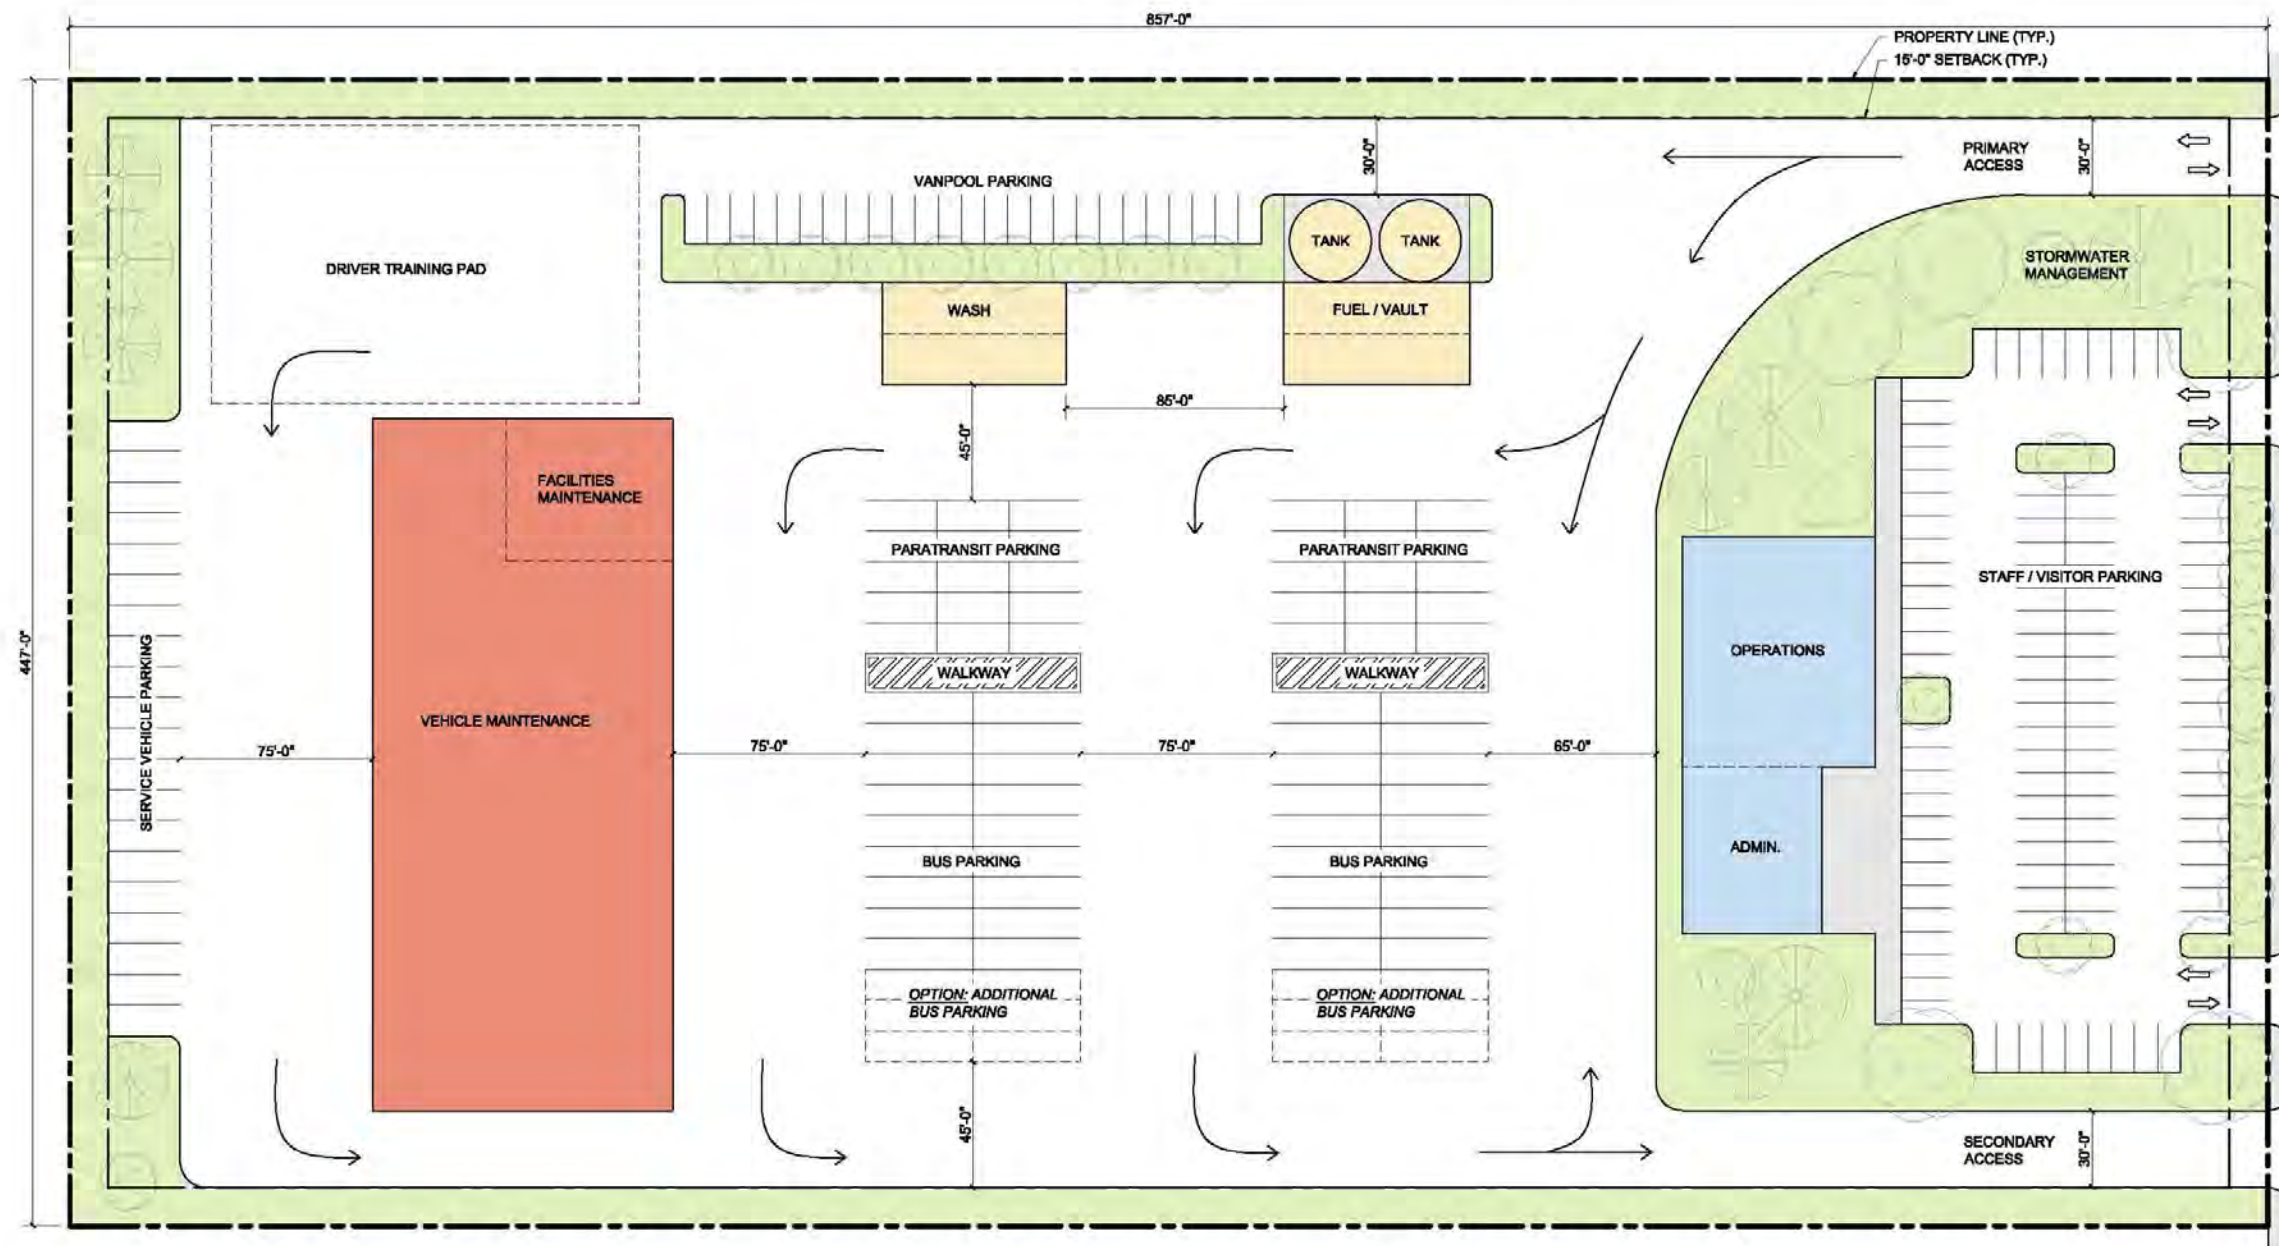 857'-0"
PROPERTY LINE (TYP.)
15'-0" SETBACK (TYP.)
30'-0"
PRIMARY
ACCESS
30'-0"
VANPOOL PARKING
TANK
TANK
STORMWATER
MANAGEMENT
DRIVER TRAINING PAD
WASH
FUEL / VAULT
85'-0"
45'-0"
FACILITIES
MAINTENANCE
PARATRANSIT PARKING
PARATRANSIT PARKING
STAFF / VISITOR PARKING
447'-0"
OPERATIONS
WALKWAY
WALKWAY
SERVICE VEHICLE PARKING
VEHICLE MAINTENANCE
75'-0"
75'-0"
75'-0"
65'-0"
ADMIN.
BUS PARKING
BUS PARKING
OPTION: ADDITIONAL
BUS PARKING
OPTION: ADDITIONAL
BUS PARKING
45'-0"
SECONDARY
ACCESS
30'-0"